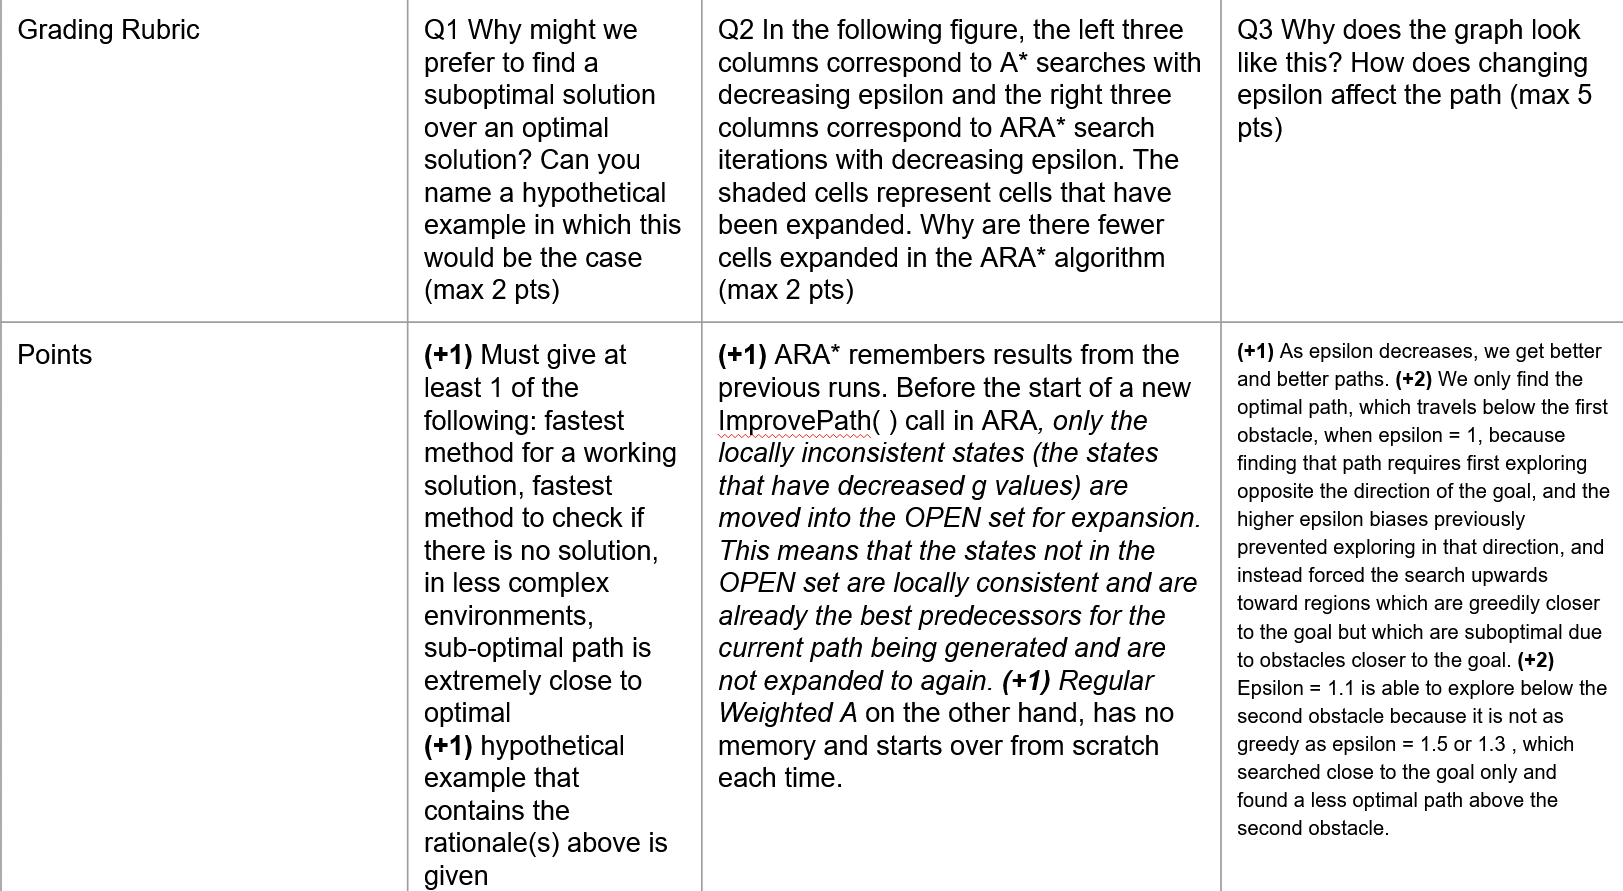 Grading Rubric
Q1 Why might we
prefer to find a
suboptimal solution
over an optimal
solution? Can you
name a hypothetical
example in which this
would be the case
(max 2 pts)
Q2 In the following figure, the left three
columns correspond to A* searches with
decreasing epsilon and the right three
columns correspond to ARA* search
iterations with decreasing epsilon. The
shaded cells represent cells that have
been expanded. Why are there fewer
cells expanded in the ARA* algorithm
(max 2 pts)
Q3 Why does the graph look
like this? How does changing
epsilon affect the path (max 5
pts)
Points
(+1) Must give at
least 1 of the
following: fastest
method for a working
solution, fastest
method to check if
there is no solution,
in less complex
environments,
sub-optimal path is
extremely close to
optimal
(+1) hypothetical
example that
contains the
rationale(s) above is
given
(+1) ARA* remembers results from the
previous runs. Before the start of a new
ImprovePath( ) call in ARA, only the
locally inconsistent states (the states
that have decreased g values) are
moved into the OPEN set for expansion.
This means that the states not in the
OPEN set are locally consistent and are
already the best predecessors for the
current path being generated and are
not expanded to again. (+1) Regular
Weighted A on the other hand, has no
memory and starts over from scratch
each time.
(+1) As epsilon decreases, we get better
and better paths. (+2) We only find the
optimal path, which travels below the first
obstacle, when epsilon = 1, because
finding that path requires first exploring
opposite the direction of the goal, and the
higher epsilon biases previously
prevented exploring in that direction, and
instead forced the search upwards
toward regions which are greedily closer
to the goal but which are suboptimal due
to obstacles closer to the goal. (+2)
Epsilon = 1.1 is able to explore below the
second obstacle because it is not as
greedy as epsilon = 1.5 or 1.3 , which
searched close to the goal only and
found a less optimal path above the
second obstacle.